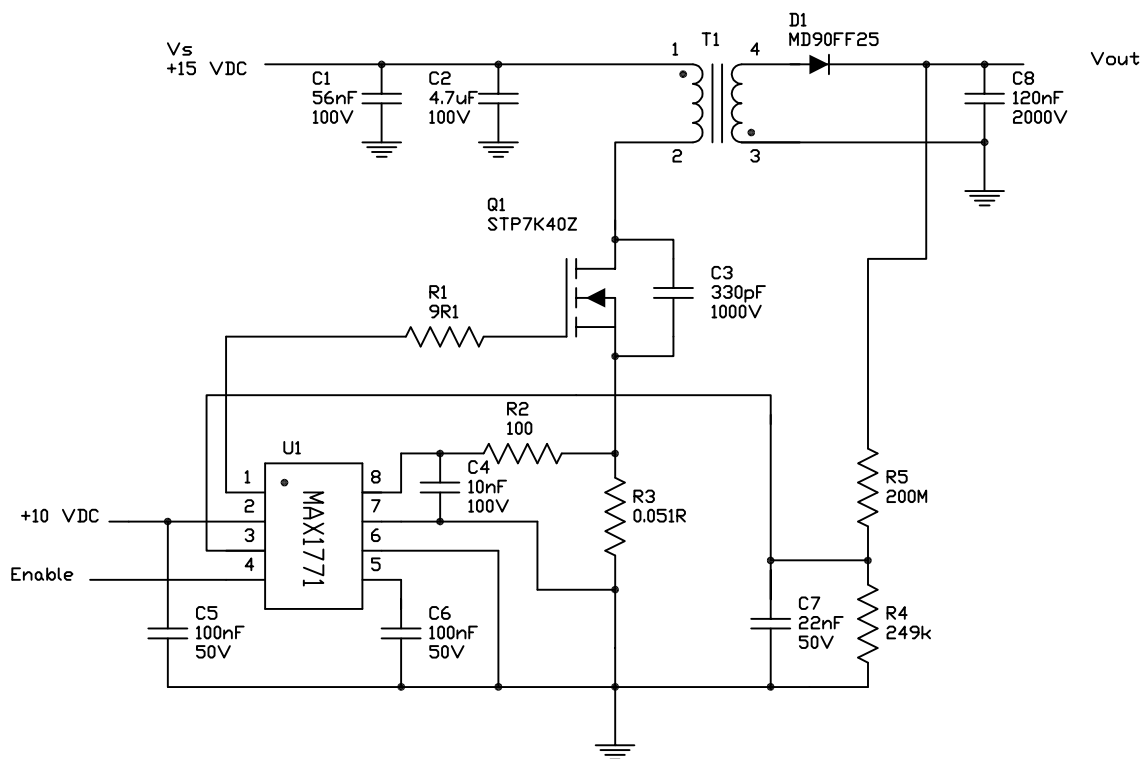 D1
MD90FF25
Vs
+15 VDC
C1
56nF
100V
C2
4.7uF
100V
1
T1
4
2
3
Vout
C8
120nF
2000V
Q1
STP7K40Z
C3
330pF
1000V
R1
9R1
R2
100
U1
1
2
3
4
MAX1771
8
7
6
5
C4
10nF
100V
R3
0.051R
R5
200M
+10 VDC
Enable
C5
100nF
50V
C6
100nF
50V
C7
22nF
50V
R4
249k